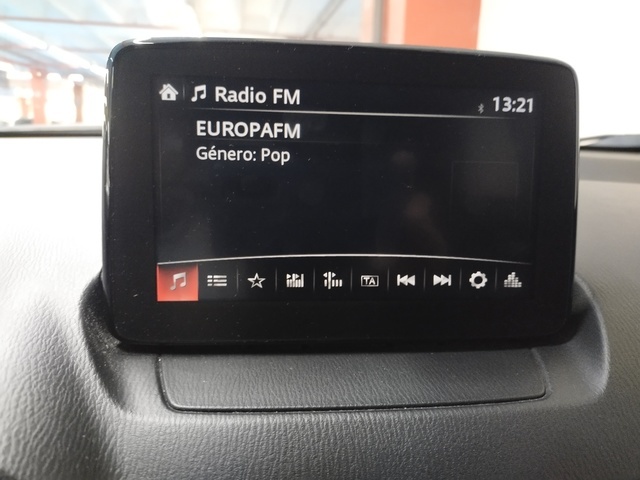 Radio FM
13:21
EUROPAFM
Género: Pop
TA